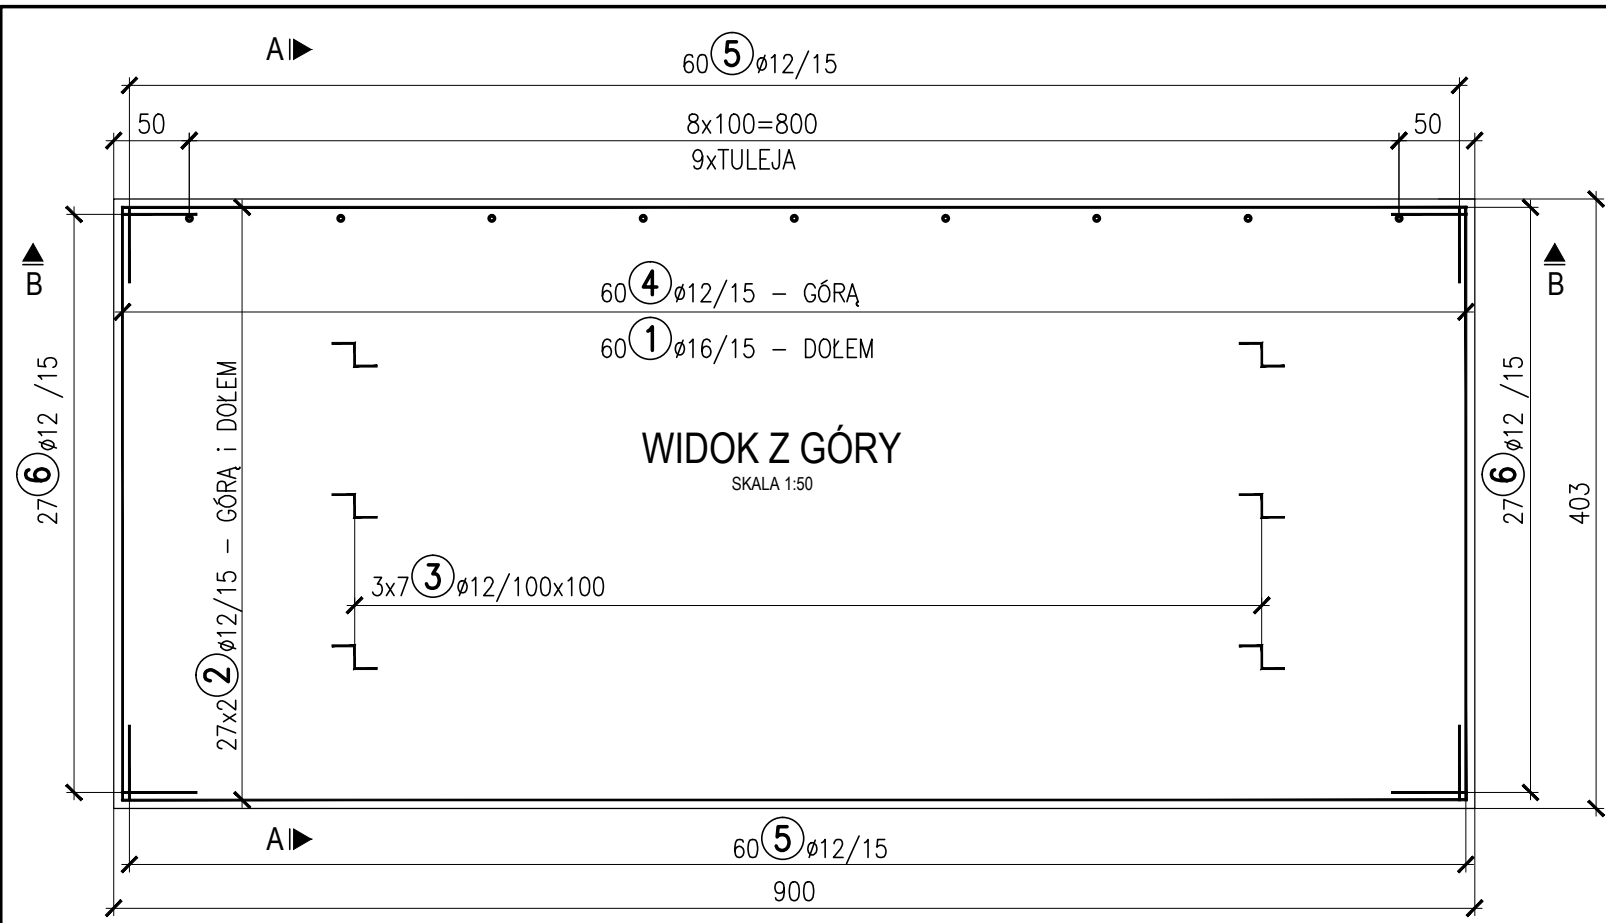 A
60 5 ø12/15
50
8x100=800
50
9xTULEJA
B
B
60 4 ø12/15 – GÓRĄ
60 1 ø16/15 – DOŁEM
27 6 ø12 /15
27x2 2 ø12/15 – GÓRĄ i DOŁEM
WIDOK Z GÓRY
SKALA 1:50
27 6 ø12 /15
403
3x7 3 ø12/100x100
A
60 5 ø12/15
900